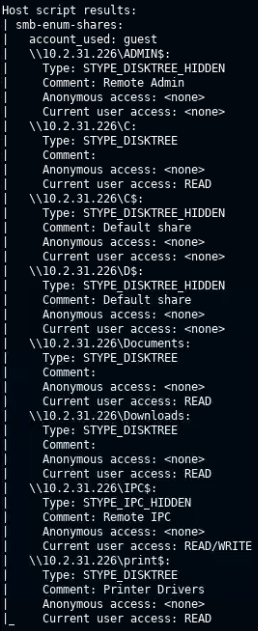 Host script results:
| smb-enum-shares:
|   account_used: guest
|   \\10.2.31.226\ADMIN$:
|     Type: STYPE_DISKTREE_HIDDEN
|     Comment: Remote Admin
|     Anonymous access: <none>
|     Current user access: <none>
|   \\10.2.31.226\C:
|     Type: STYPE_DISKTREE
|     Comment:
|     Anonymous access: <none>
|     Current user access: READ
|   \\10.2.31.226\C$:
|     Type: STYPE_DISKTREE_HIDDEN
|     Comment: Default share
|     Anonymous access: <none>
|     Current user access: <none>
|   \\10.2.31.226\D$:
|     Type: STYPE_DISKTREE_HIDDEN
|     Comment: Default share
|     Anonymous access: <none>
|     Current user access: <none>
|   \\10.2.31.226\Documents:
|     Type: STYPE_DISKTREE
|     Comment:
|     Anonymous access: <none>
|     Current user access: READ
|   \\10.2.31.226\Downloads:
|     Type: STYPE_DISKTREE
|     Comment:
|     Anonymous access: <none>
|     Current user access: READ
|   \\10.2.31.226\IPC$:
|     Type: STYPE_IPC_HIDDEN
|     Comment: Remote IPC
|     Anonymous access: <none>
|     Current user access: READ/WRITE
|   \\10.2.31.226\print$:
|     Type: STYPE_DISKTREE
|     Comment: Printer Drivers
|     Anonymous access: <none>
|_    Current user access: READ